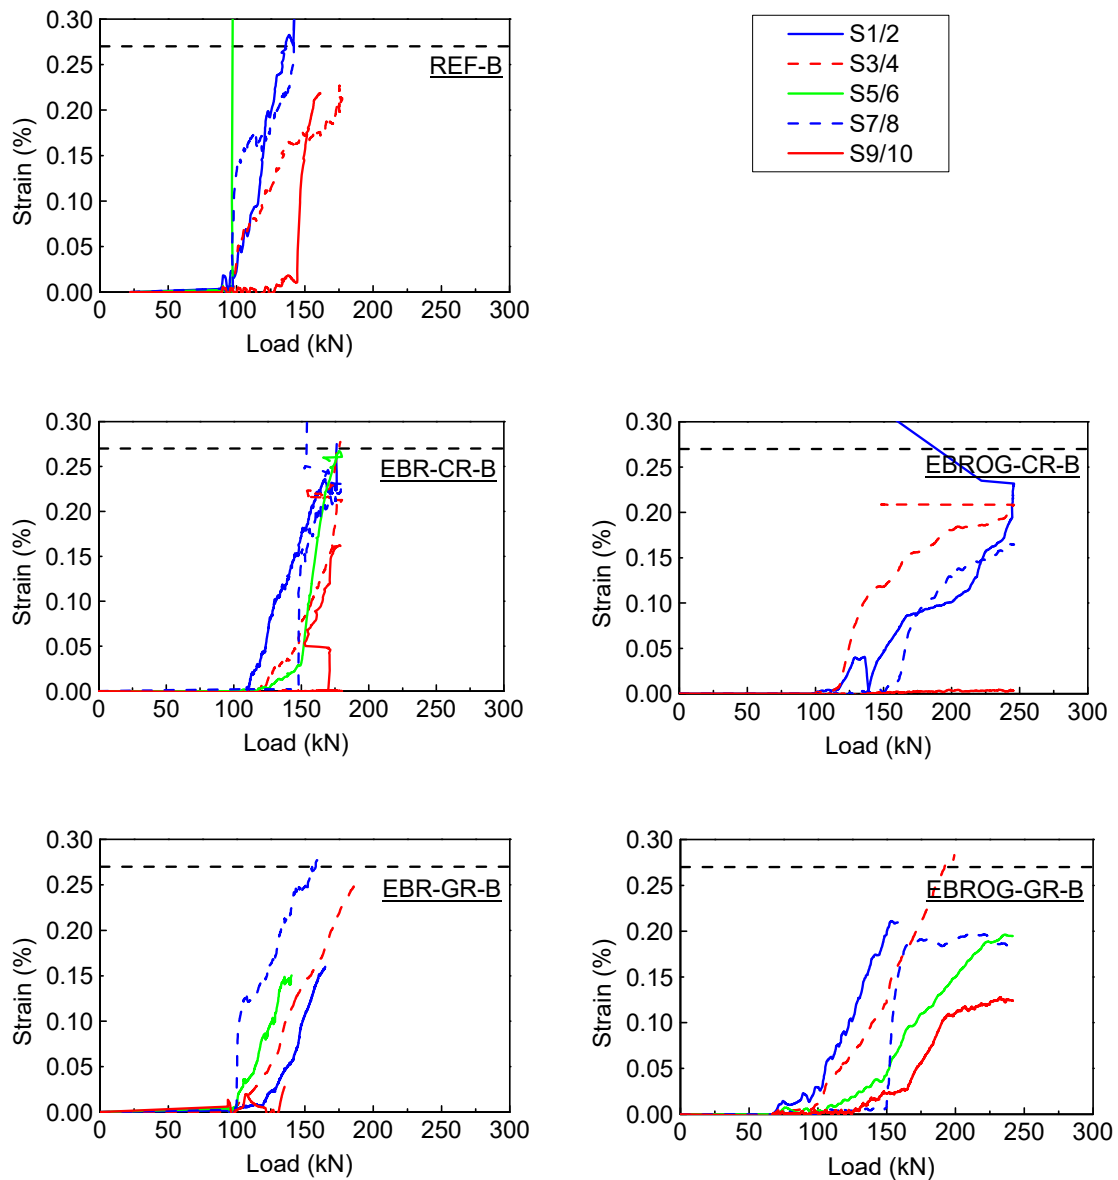 0.30
0.25
0.20
0.15
0.10
0.05
0.00
Strain (%)
REF-B
0 50 100 150 200 250 300
Load (kN)
S1/2
S3/4
S5/6
S7/8
S9/10
0.30
0.25
0.20
0.15
0.10
0.05
0.00
Strain (%)
EBR-CR-B
0 50 100 150 200 250 300
Load (kN)
0.30
0.25
0.20
0.15
0.10
0.05
0.00
Strain (%)
EBROG-CR-B
0 50 100 150 200 250 300
Load (kN)
0.30
0.25
0.20
0.15
0.10
0.05
0.00
Strain (%)
EBR-GR-B
0 50 100 150 200 250 300
Load (kN)
0.30
0.25
0.20
0.15
0.10
0.05
0.00
Strain (%)
EBROG-GR-B
0 50 100 150 200 250 300
Load (kN)